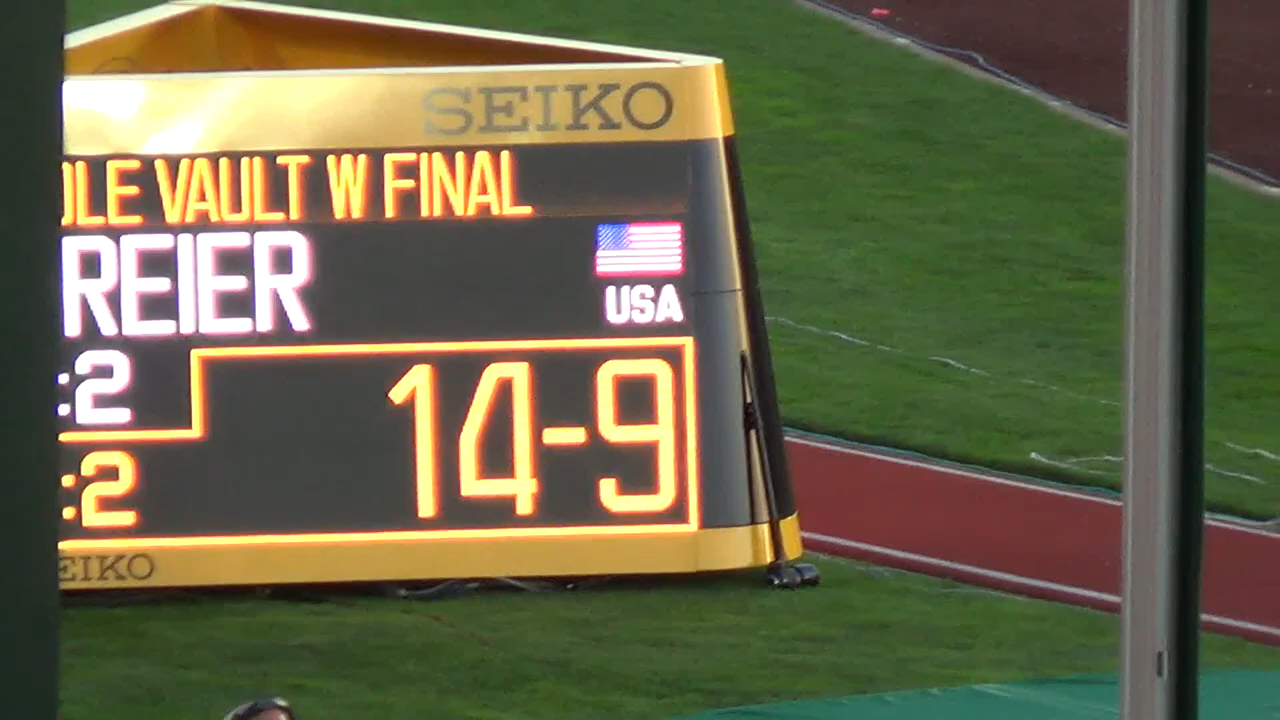 SEIKO
OLE VAULT W FINAL
REIER
USA
:2
14-9
:2
EIKO